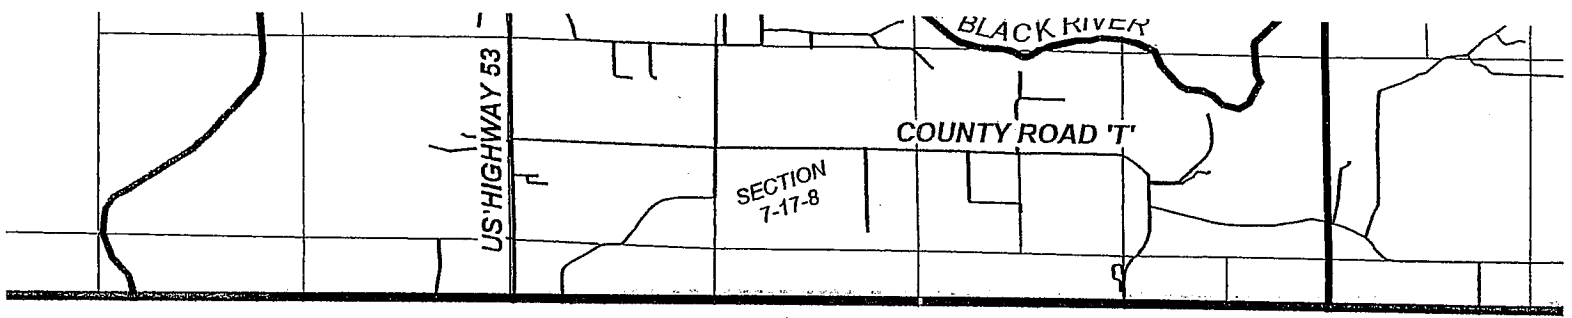 BLACK RIVER
US HIGHWAY 53
COUNTY ROAD 'T'
SECTION
7-17-8